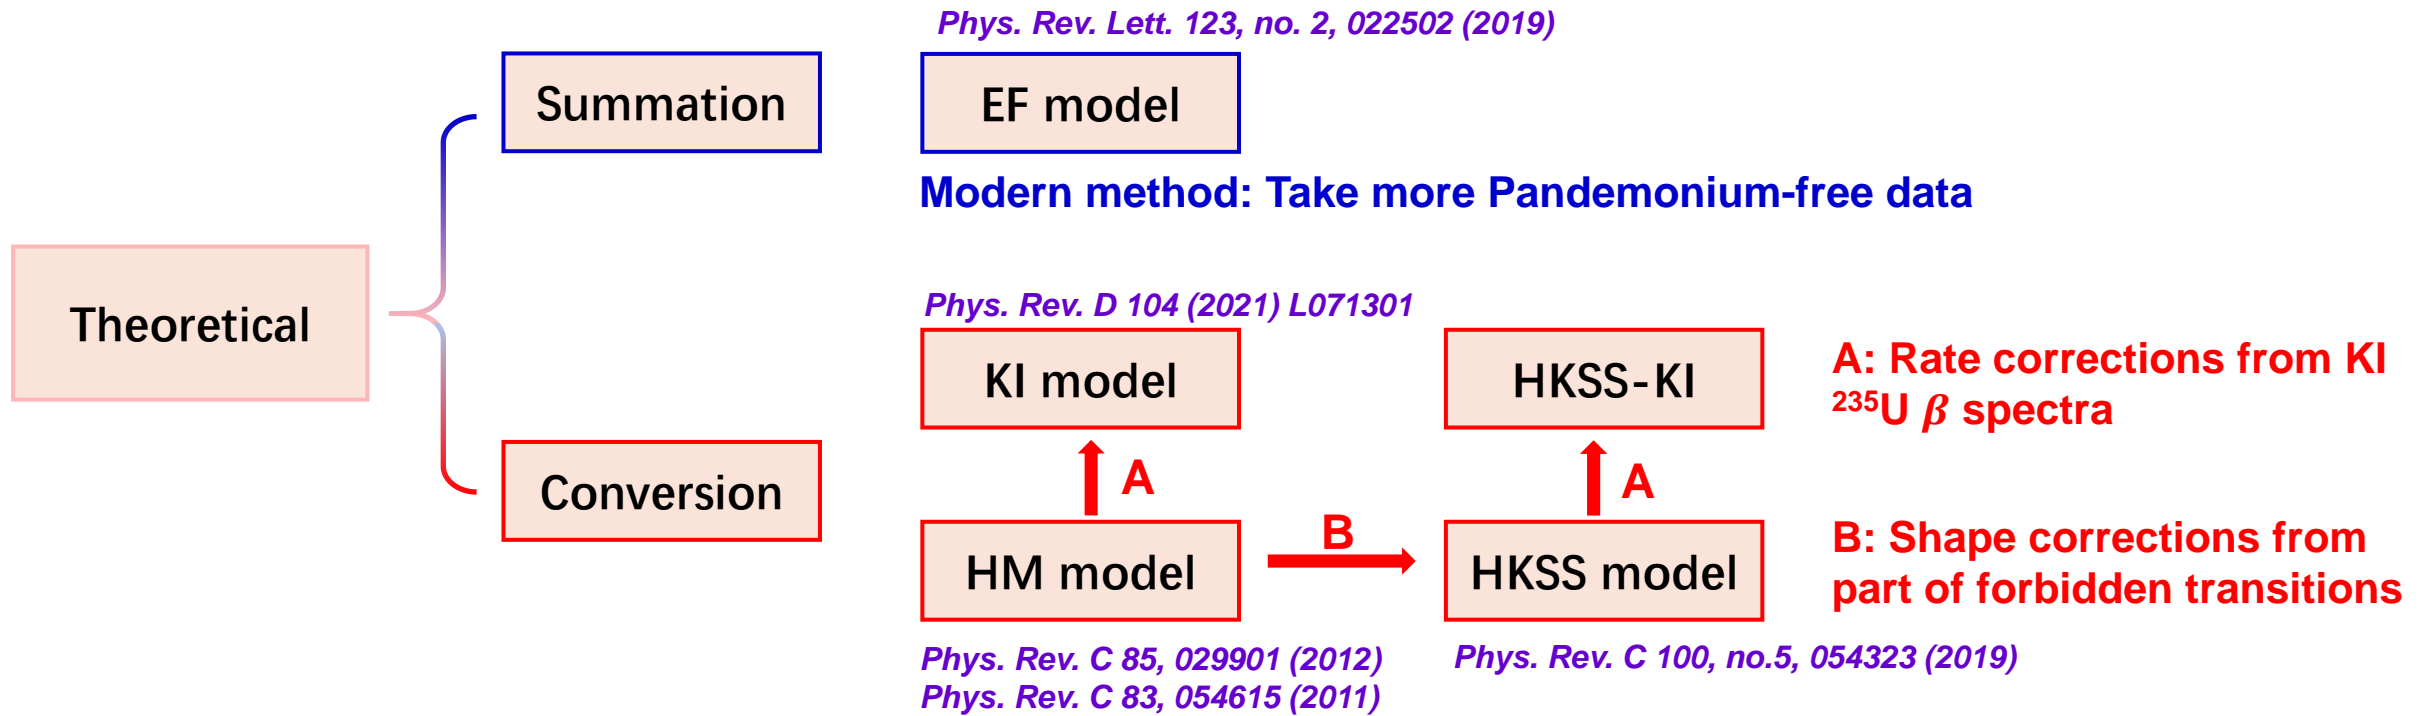 Phys. Rev. Lett. 123, no. 2, 022502 (2019)
Summation
EF model
Modern method: Take more Pandemonium-free data
Theoretical
Phys. Rev. D 104 (2021) L071301
KI model
HKSS-KI
A: Rate corrections from KI
²³⁵U β spectra
A
A
Conversion
B
HM model
HKSS model
B: Shape corrections from
part of forbidden transitions
Phys. Rev. C 85, 029901 (2012)
Phys. Rev. C 83, 054615 (2011)
Phys. Rev. C 100, no.5, 054323 (2019)